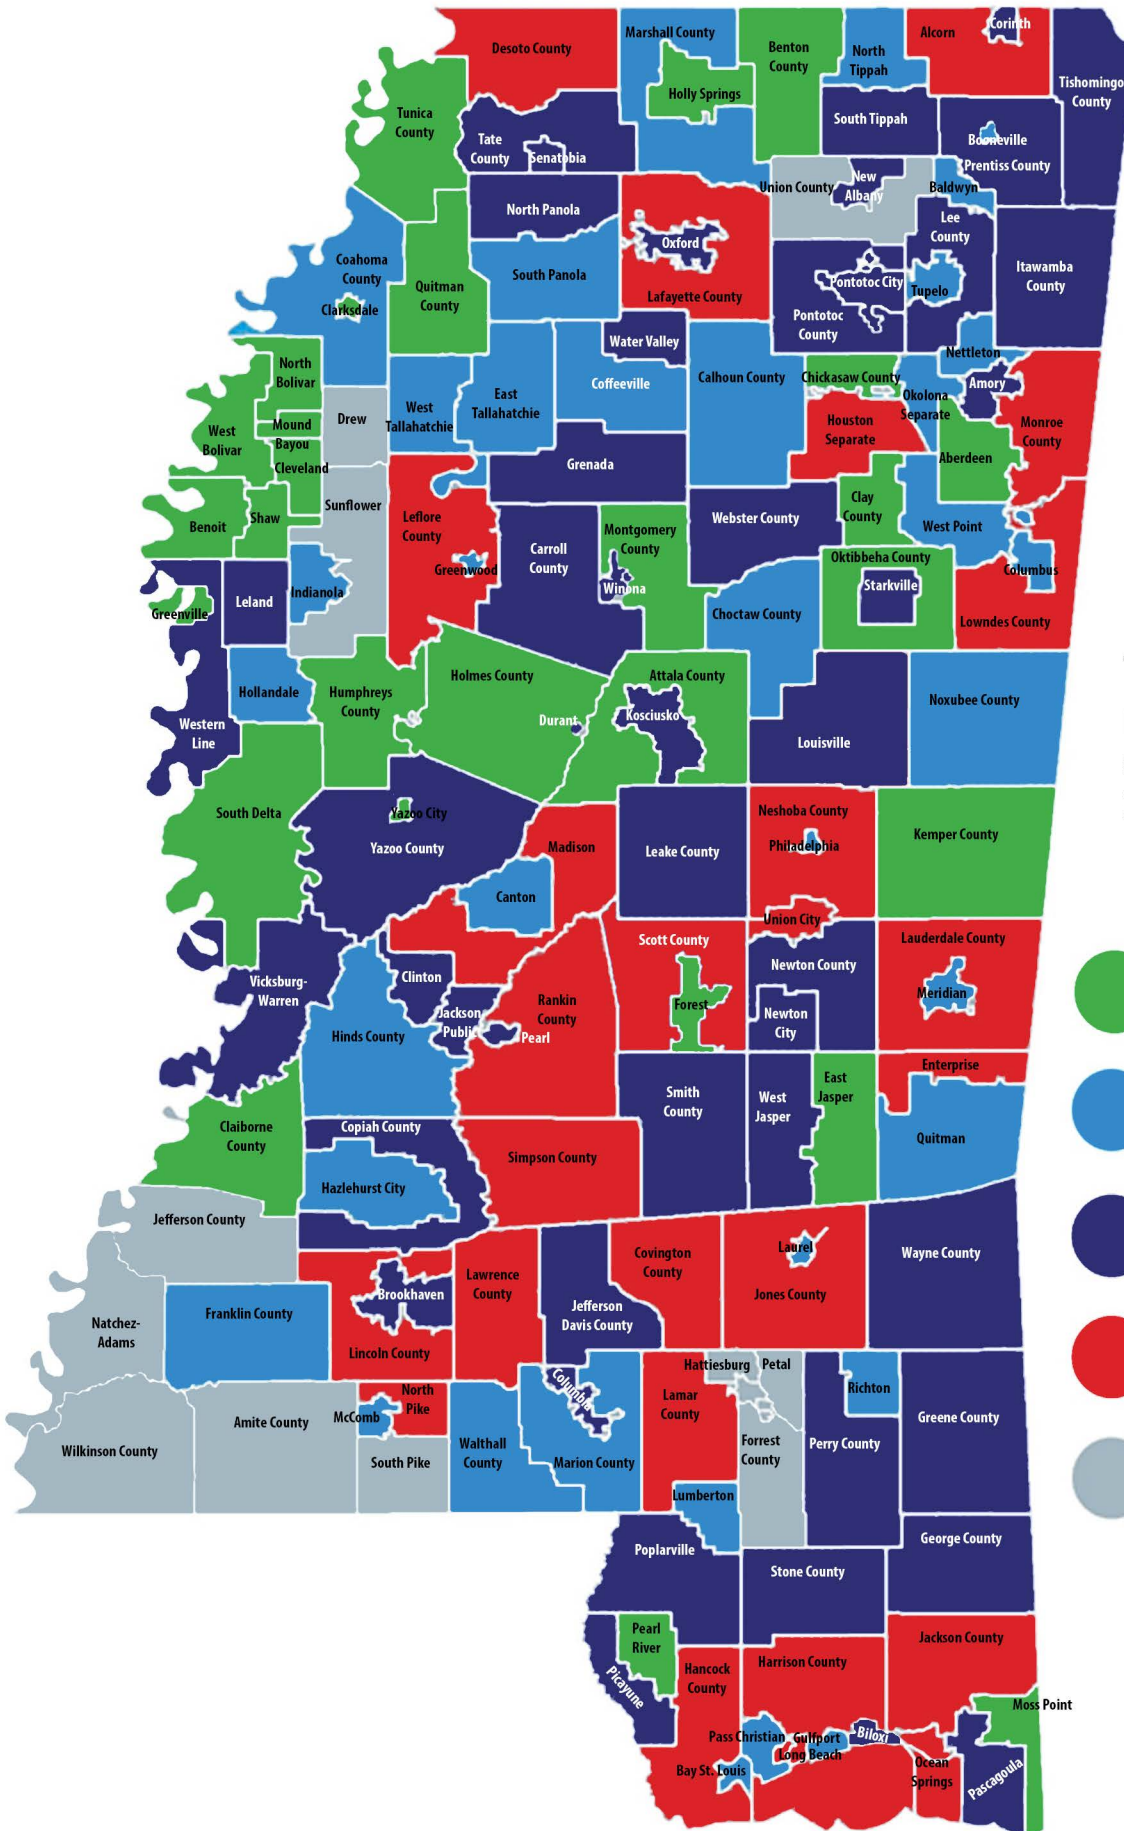 Desoto County
Marshall County
Benton
County
North
Tippah
Alcorn
Corinth
Tishomingo
County
Holly Springs
Tunica
County
South Tippah
Tate
County
Senatobia
Booneville
Prentiss County
Union County
New
Albany
Baldwyn
North Panola
Oxford
Lee
County
Coahoma
County
South Panola
Itawamba
County
Quitman
County
Lafayette County
Pontotoc City
Tupelo
Clarksdale
Pontotoc
County
Water Valley
Nettleton
North
Bolivar
Calhoun County
Chickasaw County
Coffeeville
Amory
East
Tallahatchie
Okolona
Separate
West
Tallahatchie
Drew
Mound
Bayou
West
Bolivar
Houston
Separate
Monroe
County
Cleveland
Grenada
Aberdeen
Sunflower
Clay
County
Leflore
County
Shaw
Benoit
Webster County
West Point
Montgomery
County
Carroll
County
Oktibbeha County
Greenwood
Columbus
Starkville
Winona
Indianola
Leland
Greenville
Choctaw County
Lowndes County
Holmes County
Attala County
Hollandale
Humphreys
County
Noxubee County
Durant
Kosciusko
Western
Line
Louisville
South Delta
Yazoo City
Neshoba County
Kemper County
Yazoo County
Madison
Leake County
Philadelphia
Canton
Union City
Scott County
Lauderdale County
Newton County
Vicksburg-
Warren
Clinton
Meridian
Rankin
County
Forest
Jackson
Public
Newton
City
Hinds County
Pearl
Enterprise
East
Jasper
Smith
County
West
Jasper
Claiborne
County
Copiah County
Quitman
Simpson County
Hazlehurst City
Jefferson County
Laurel
Wayne County
Covington
County
Lawrence
County
Brookhaven
Jones County
Jefferson
Davis County
Franklin County
Natchez-
Adams
Lincoln County
Hattiesburg
Petal
Columbia
Richton
North
Pike
Lamar
County
McComb
Amite County
Greene County
Wilkinson County
Walthall
County
Forrest
County
Perry County
South Pike
Marion County
Lumberton
George County
Poplarville
Stone County
Pearl
River
Jackson County
Harrison County
Hancock
County
Picayune
Moss Point
Pass Christian
Gulfport
Biloxi
Long Beach
Bay St. Louis
Ocean
Springs
Pascagoula